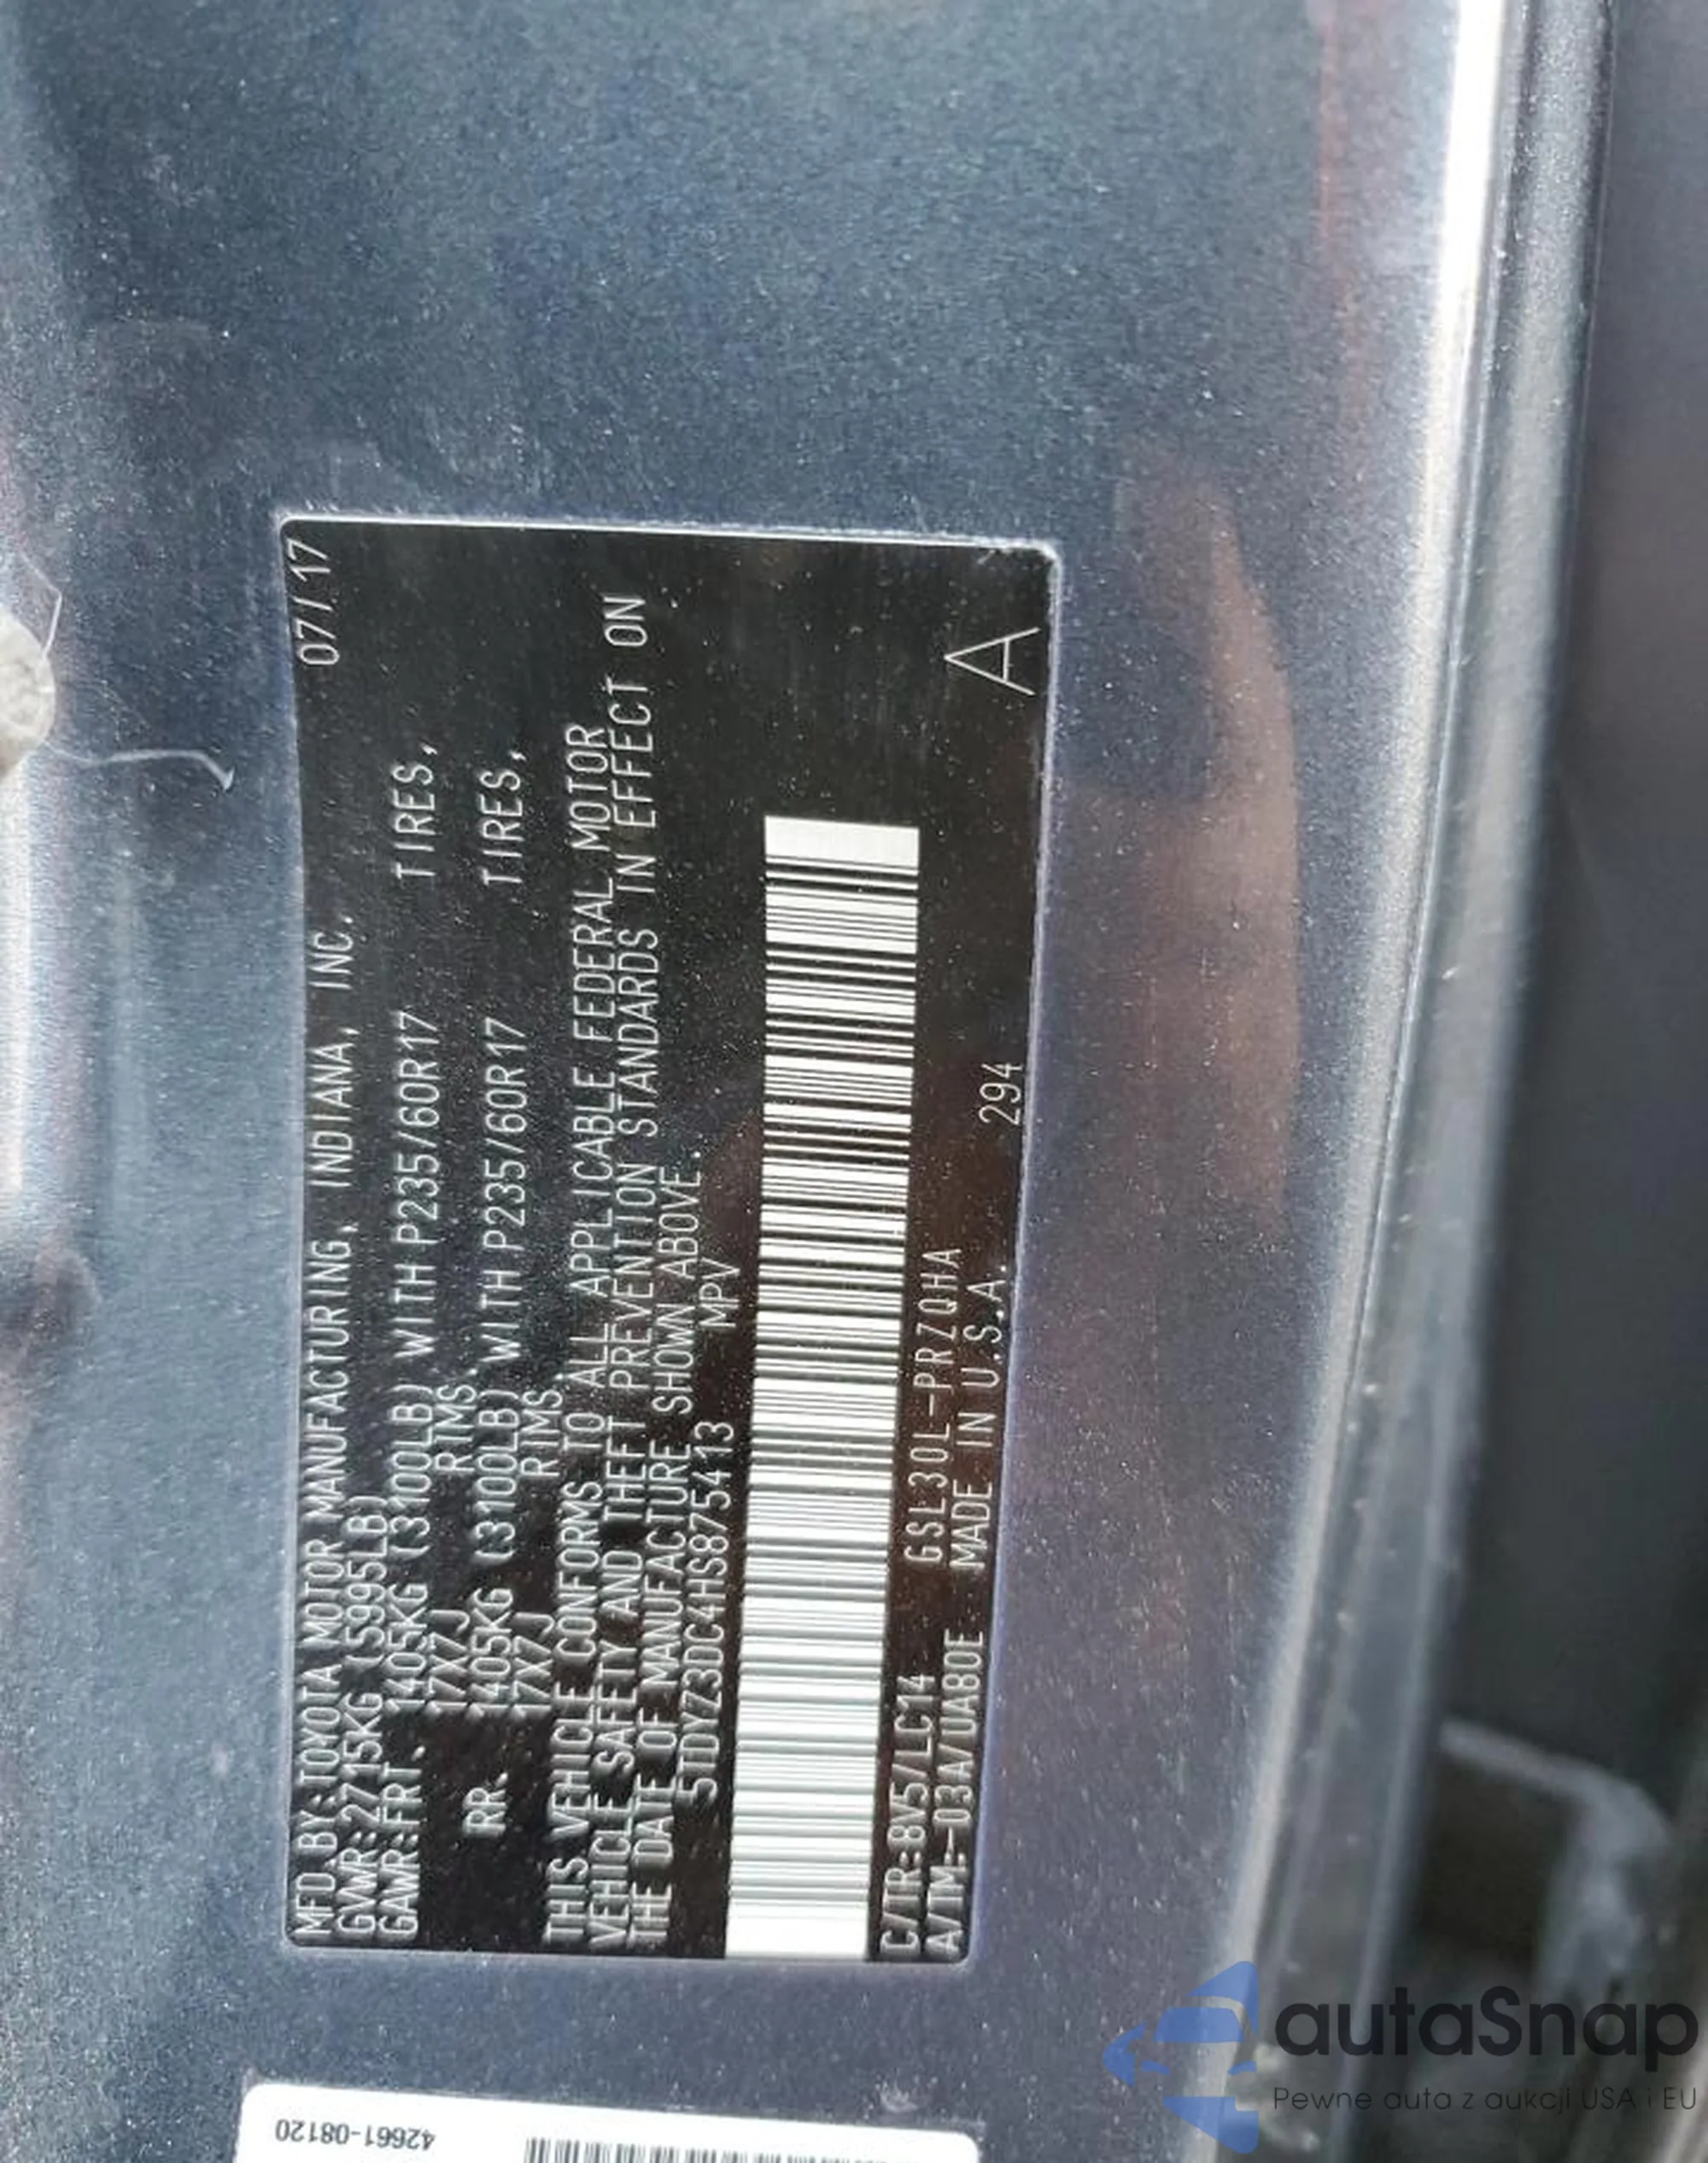 MFD.BY:TOYOTA MOTOR MANUFACTURING, INDIANA, INC. 07/17
GVWR:2715KG (5995LB)
GAWR:FRT. 1405KG (3100LB) WITH P235/60R17 TIRES,
17X7J RIMS,
RR. 1405KG (3100LB) WITH P235/60R17 TIRES,
17X7J RIMS
THIS VEHICLE CONFORMS TO ALL APPLICABLE FEDERAL MOTOR
VEHICLE SAFETY AND THEFT PREVENTION STANDARDS IN EFFECT ON
THE DATE OF MANUFACTURE SHOWN ABOVE.
5TDYZ3DC4HS875413 MPV
C/TR:8V5/LC14 GSL30L-PRZQHA
A/TM:-03A/UA80E MADE IN U.S.A. 294 A
42661-08120
autaSnap
Pewne auta z aukcji USA i EU